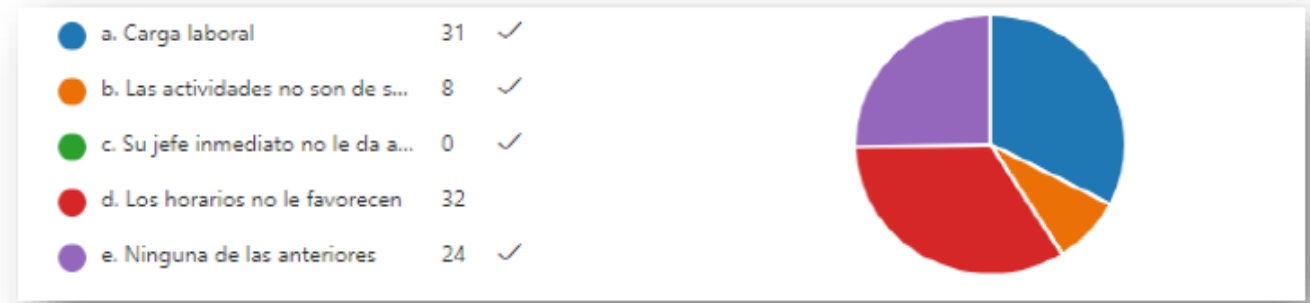 a. Carga laboral 31
b. Las actividades no son de s... 8
c. Su jefe inmediato no le da a... 0
d. Los horarios no le favorecen 32
e. Ninguna de las anteriores 24